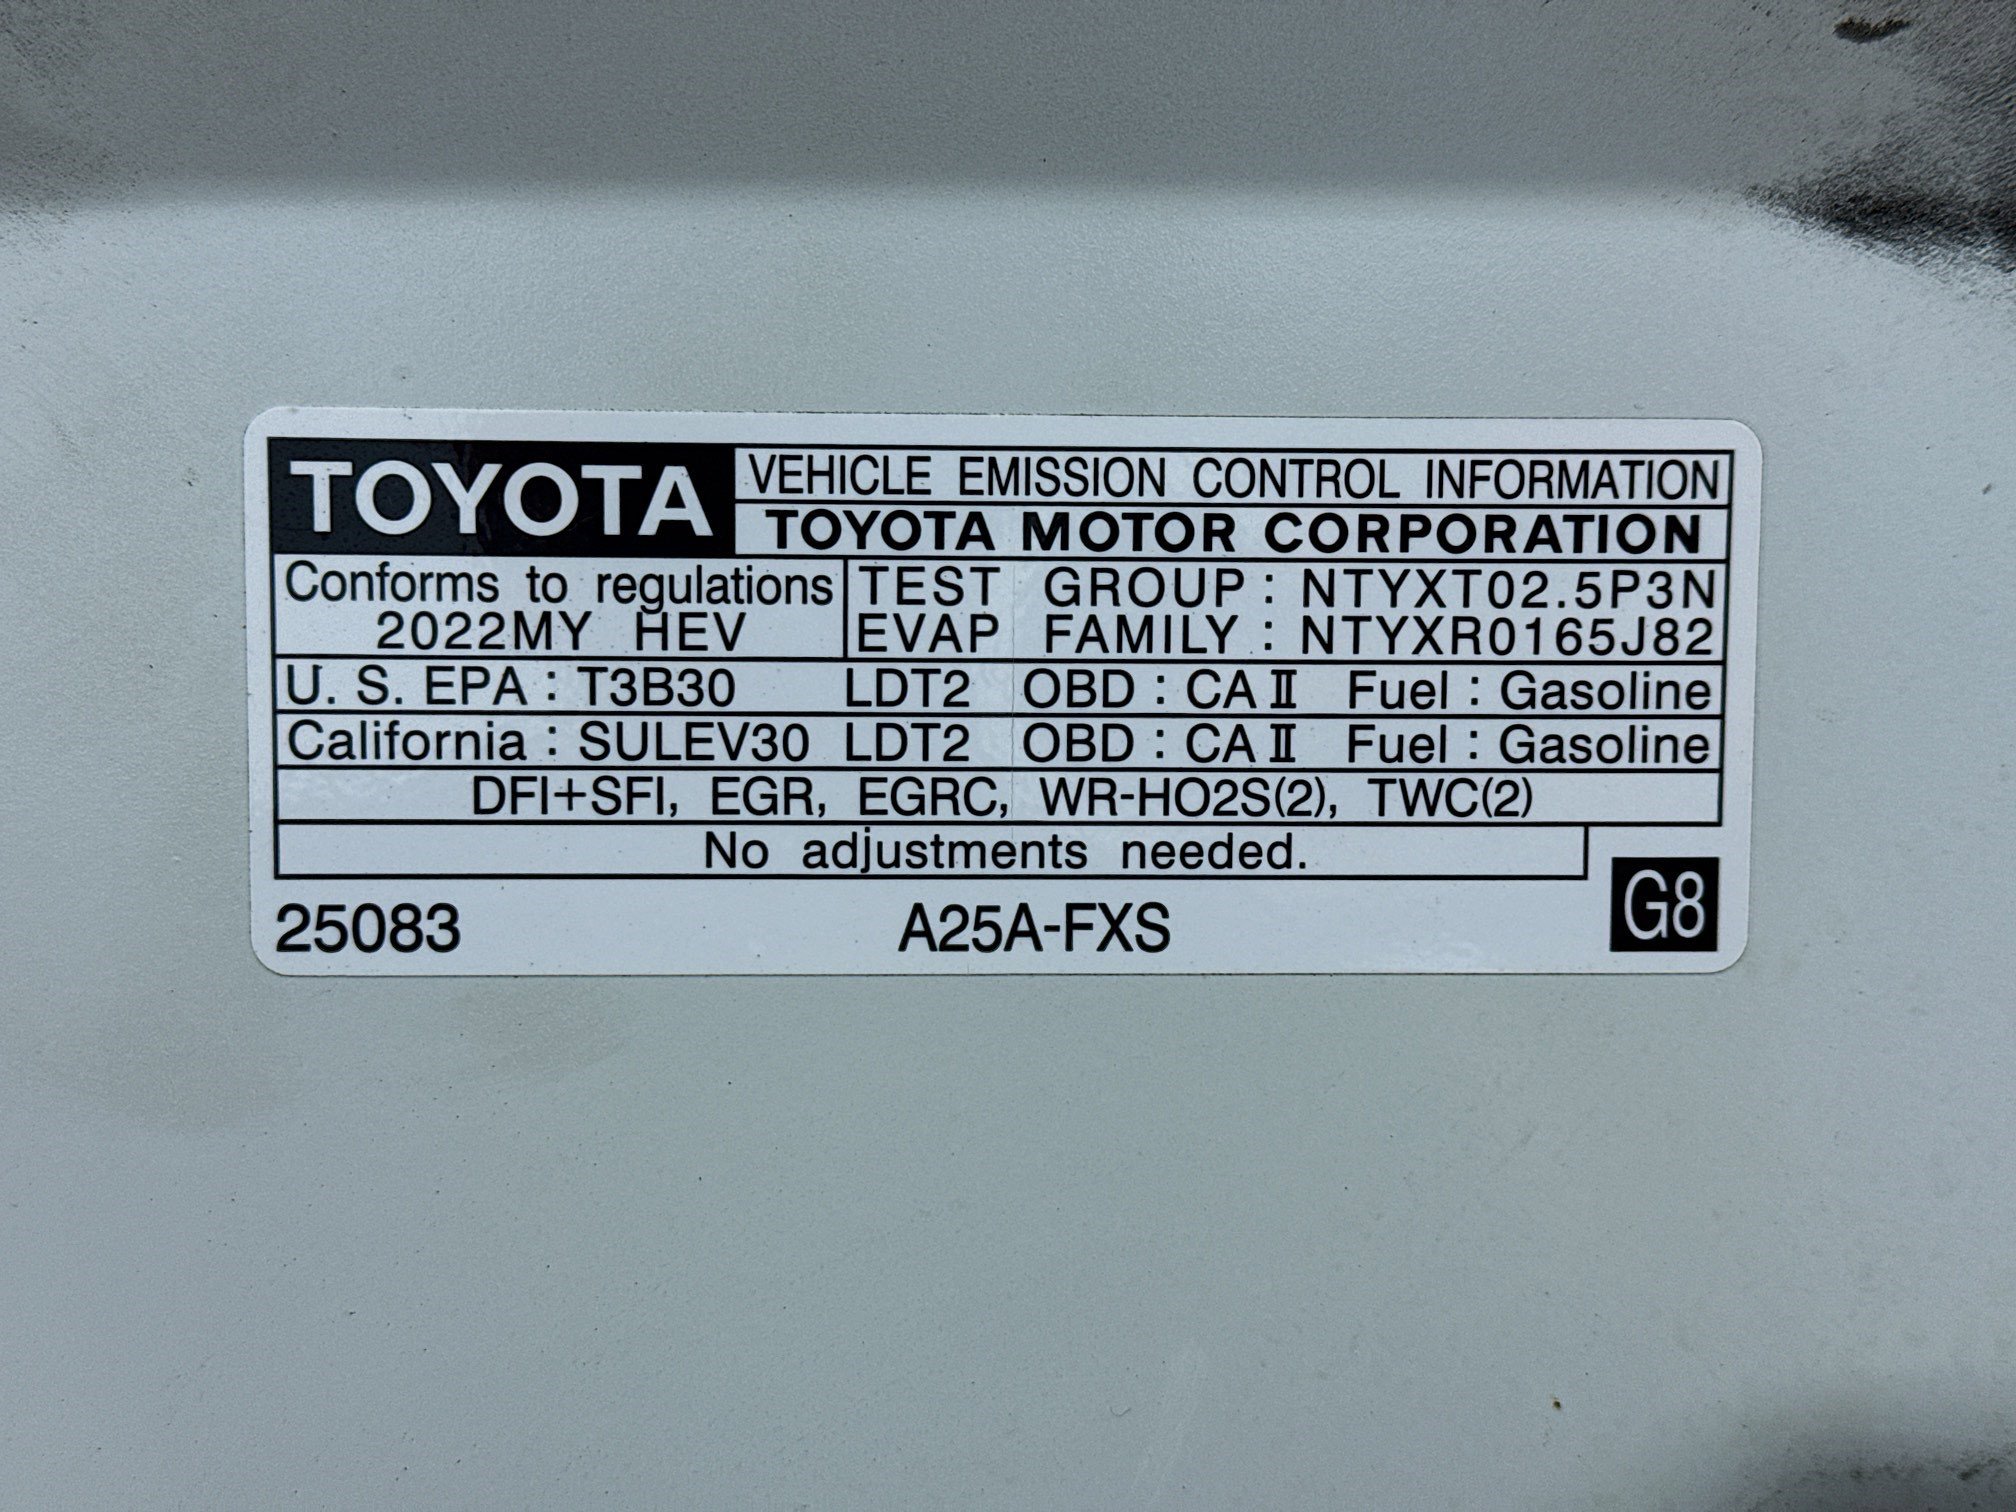 TOYOTA VEHICLE EMISSION CONTROL INFORMATION
TOYOTA MOTOR CORPORATION
Conforms to regulations TEST GROUP : NTYXT02.5P3N
2022MY HEV EVAP FAMILY : NTYXR0165J82
U. S. EPA : T3B30 LDT2 OBD : CA II Fuel : Gasoline
California : SULEV30 LDT2 OBD : CA II Fuel : Gasoline
DFI+SFI, EGR, EGRC, WR-HO2S(2), TWC(2)
No adjustments needed.
25083 A25A-FXS G8